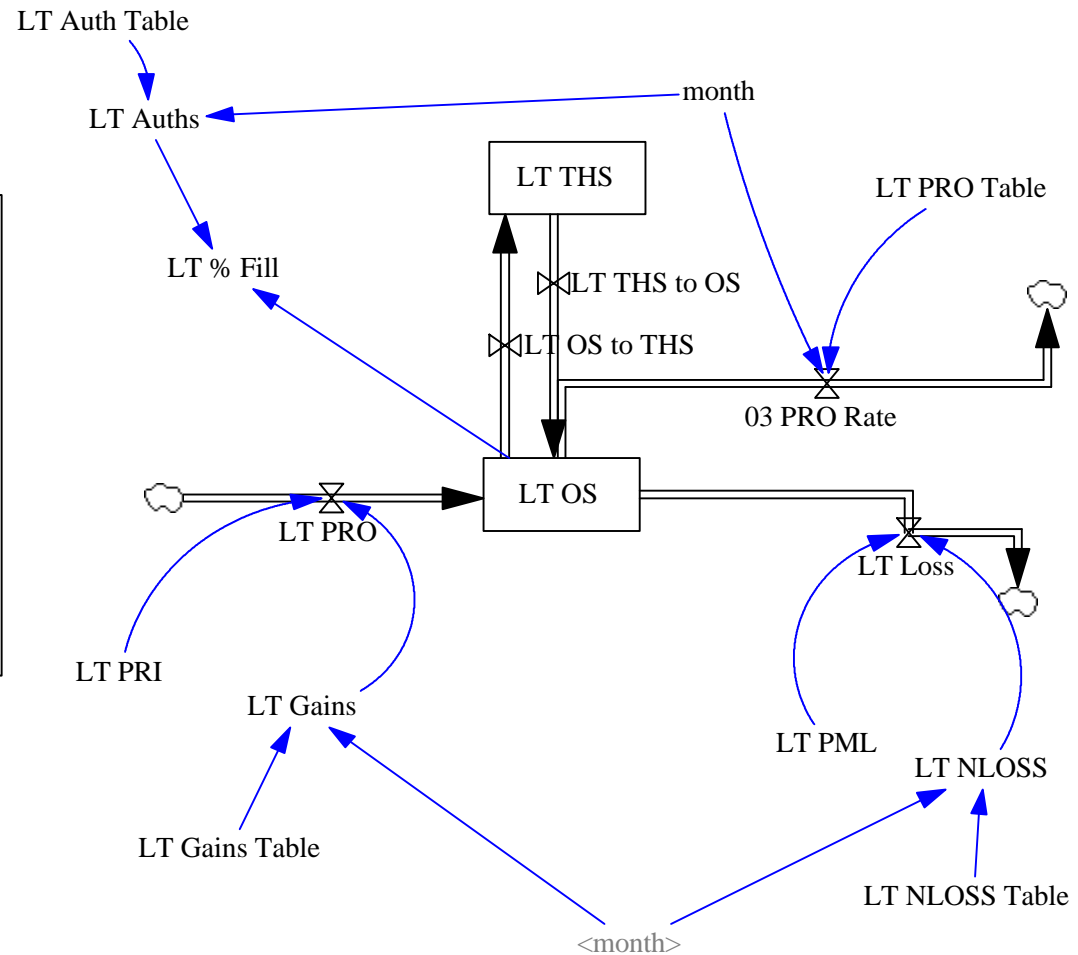 LT Auth Table
month
LT Auths
LT THS
LT PRO Table
LT % Fill
LT THS to OS
LT OS to THS
03 PRO Rate
LT OS
LT PRO
LT Loss
LT PRI
LT Gains
LT PML
LT NLOSS
LT Gains Table
LT NLOSS Table
<month>